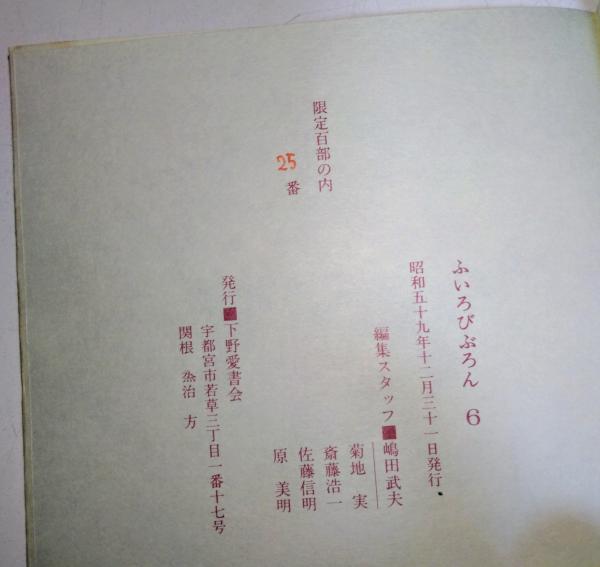 限定百部の内
25 番
ふいろびぶろん 6
昭和五十九年十二月三十一日発行
編集スタッフ■嶋田武夫
菊地 実
斎藤浩一
佐藤信明
原 美明
発行■下野愛書会
宇都宮市若草三丁目一番十七号
関根 治 方